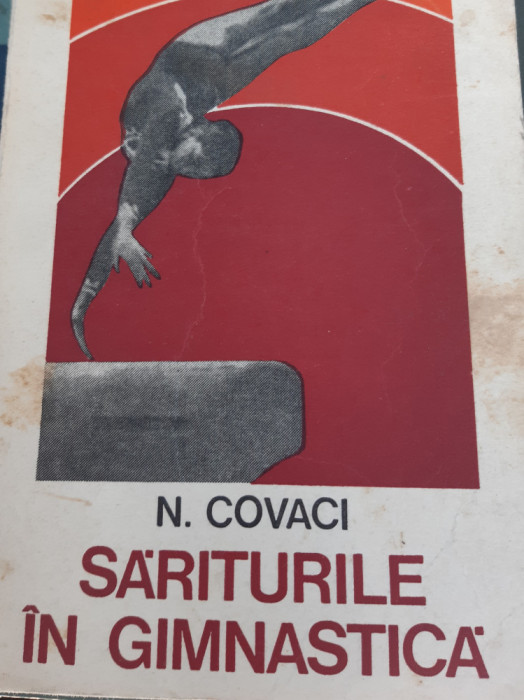 N. COVACI
SĂRITURILE
ÎN GIMNASTICĂ